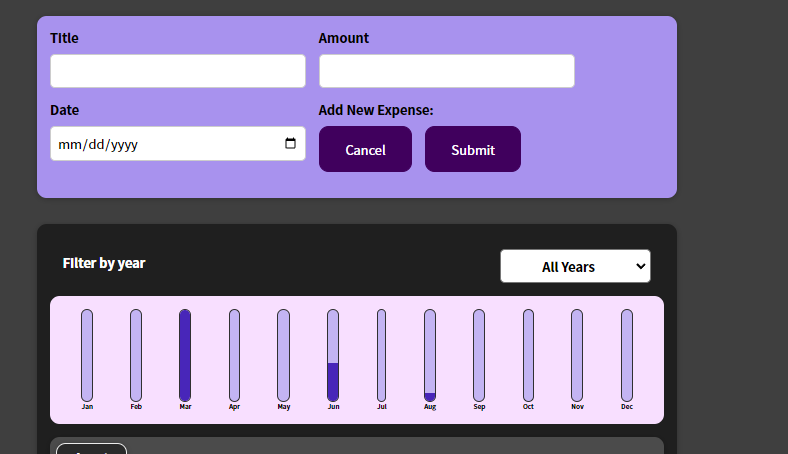 Title
Amount
Date
Add New Expense:
mm/dd/yyyy
Cancel
Submit
Filter by year
All Years
Jan
Feb
Mar
Apr
May
Jun
Jul
Aug
Sep
Oct
Nov
Dec